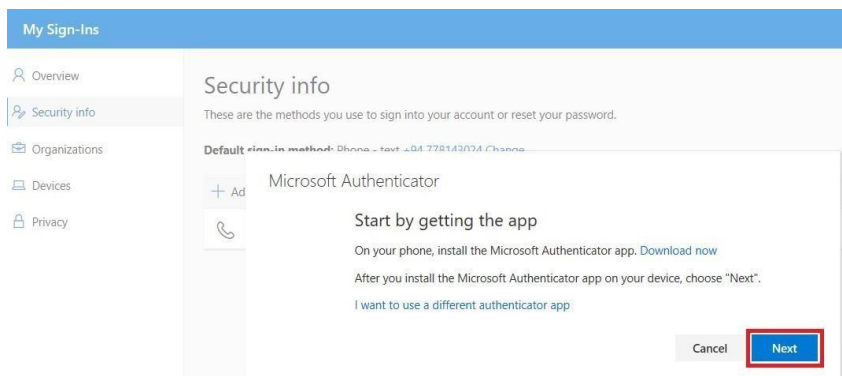 My Sign-Ins
Overview
Security info
Organizations
Devices
Privacy
Security info
These are the methods you use to sign into your account or reset your password.
Default sign-in method: Phone - text +94 778143024 Change
+ Ad
Microsoft Authenticator
Start by getting the app
On your phone, install the Microsoft Authenticator app. Download now
After you install the Microsoft Authenticator app on your device, choose "Next".
I want to use a different authenticator app
Cancel Next